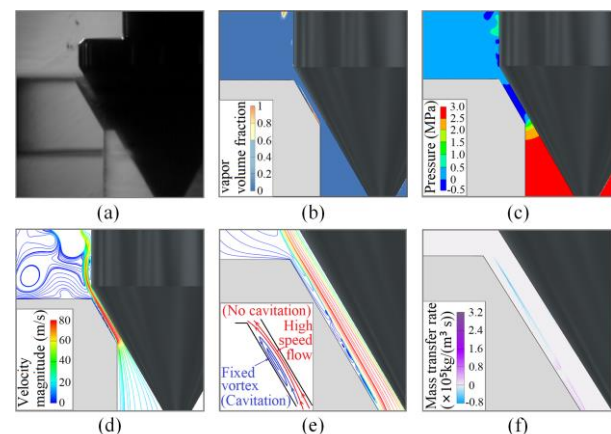 vapor
volume fraction
1
0.8
0.6
0.4
0.2
0
Pressure (MPa)
3.0
2.5
2.0
1.5
1.0
0.5
0
-0.5
(a)
(b)
(c)
Velocity
magnitude (m/s)
80
60
40
20
0
(No cavitation)
High
speed
flow
Fixed
vortex
(Cavitation)
Mass transfer rate
(×10⁵kg/(m³ s))
3.2
2.4
1.6
0.8
0
-0.8
(d)
(e)
(f)